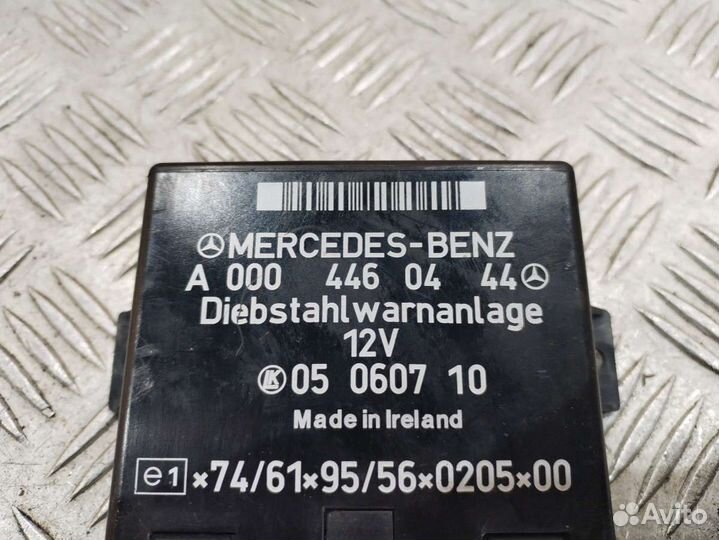 MERCEDES-BENZ
A 000 446 04 44
Diebstahlwarnanlage
12V
LK 05 0607 10
Made in Ireland
e1 ×74/61×95/56×0205×00
Avito